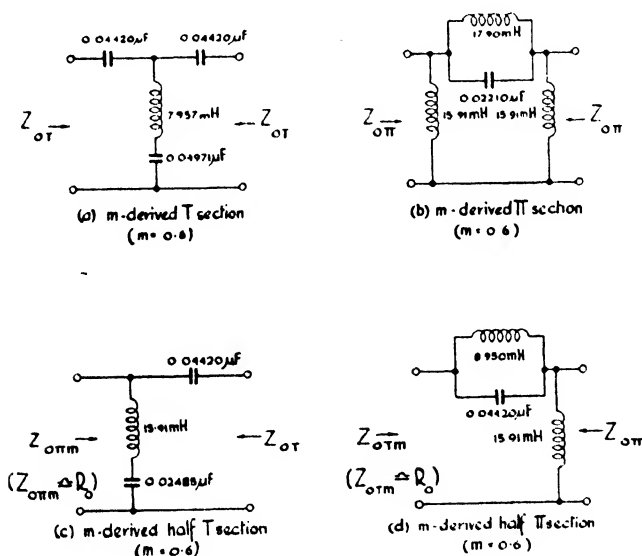 0.04420µF 0.04420µF
7.957mH
0.04971µF
Z₀T → ← Z₀T
(a) m-derived T section
(m = 0.6)
17.90mH
0.02210µF
15.91mH 15.91mH
Z₀π → ← Z₀π
(b) m-derived Π section
(m = 0.6)
0.04420µF
15.91mH
Z₀πm → ← Z₀T
(Z₀πm ≏ R₀)
0.02485µF
(c) m-derived half T section
(m = 0.6)
8.950mH
0.04420µF
15.91mH
Z₀Tm → ← Z₀π
(Z₀Tm ≏ R₀)
(d) m-derived half Π section
(m = 0.6)